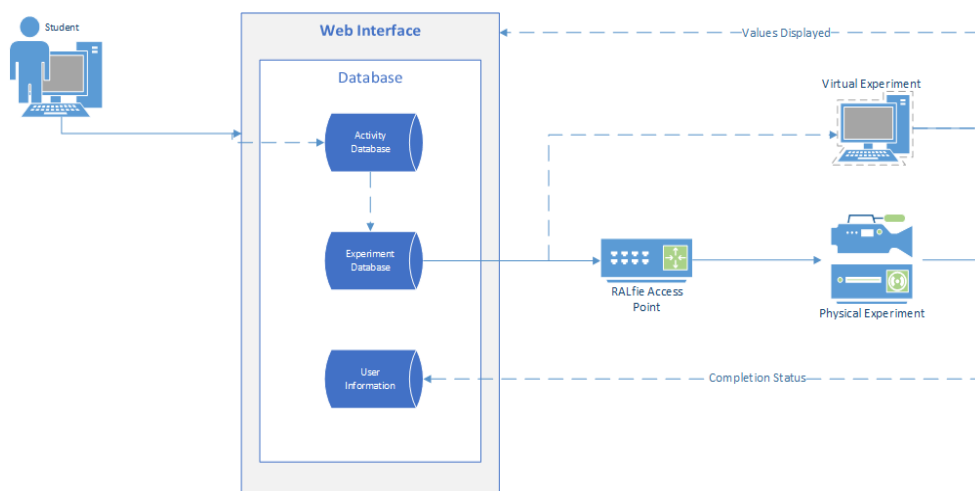 Student
Web Interface
Values Displayed
Database
Virtual Experiment
Activity
Database
Experiment
Database
RALfie Access
Point
Physical Experiment
User
Information
Completion Status